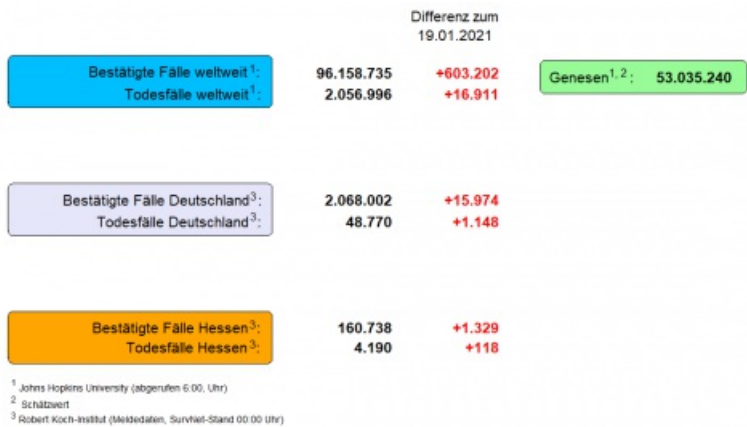 Differenz zum
19.01.2021
Bestätigte Fälle weltweit¹: 96.158.735 +603.202 Genesen¹,²: 53.035.240
Todesfälle weltweit¹: 2.056.996 +16.911
Bestätigte Fälle Deutschland³: 2.068.002 +15.974
Todesfälle Deutschland³: 48.770 +1.148
Bestätigte Fälle Hessen³: 160.738 +1.329
Todesfälle Hessen³: 4.190 +118
¹ Johns Hopkins University (abgerufen 6:00, Uhr)
² Schätzwert
³ Robert Koch-Institut (Meldedaten, SurvNet-Stand 00:00 Uhr)